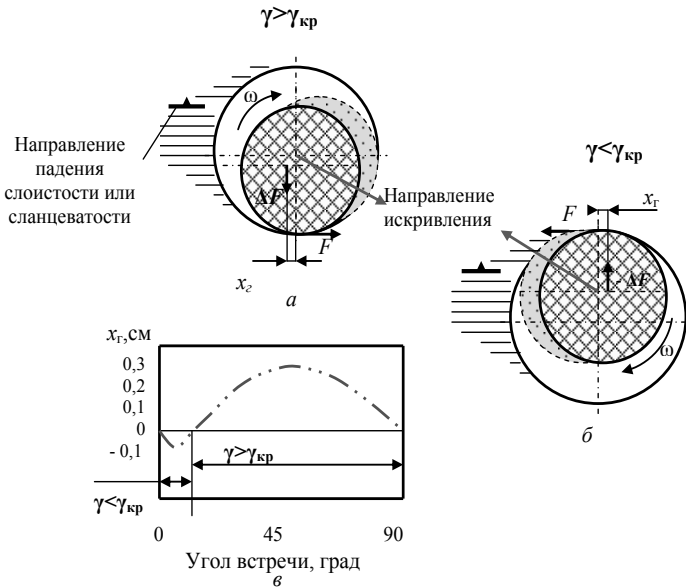 γ>γкр
ω
Направление
падения
слоистости или
сланцеватости
ΔF
F
xг
а
Направление
искривления
γ<γкр
F
xг
ΔF
ω
б
xг,см
0,3
0,2
0,1
0
- 0,1
γ>γкр
γ<γкр
0 45 90
Угол встречи, град
в